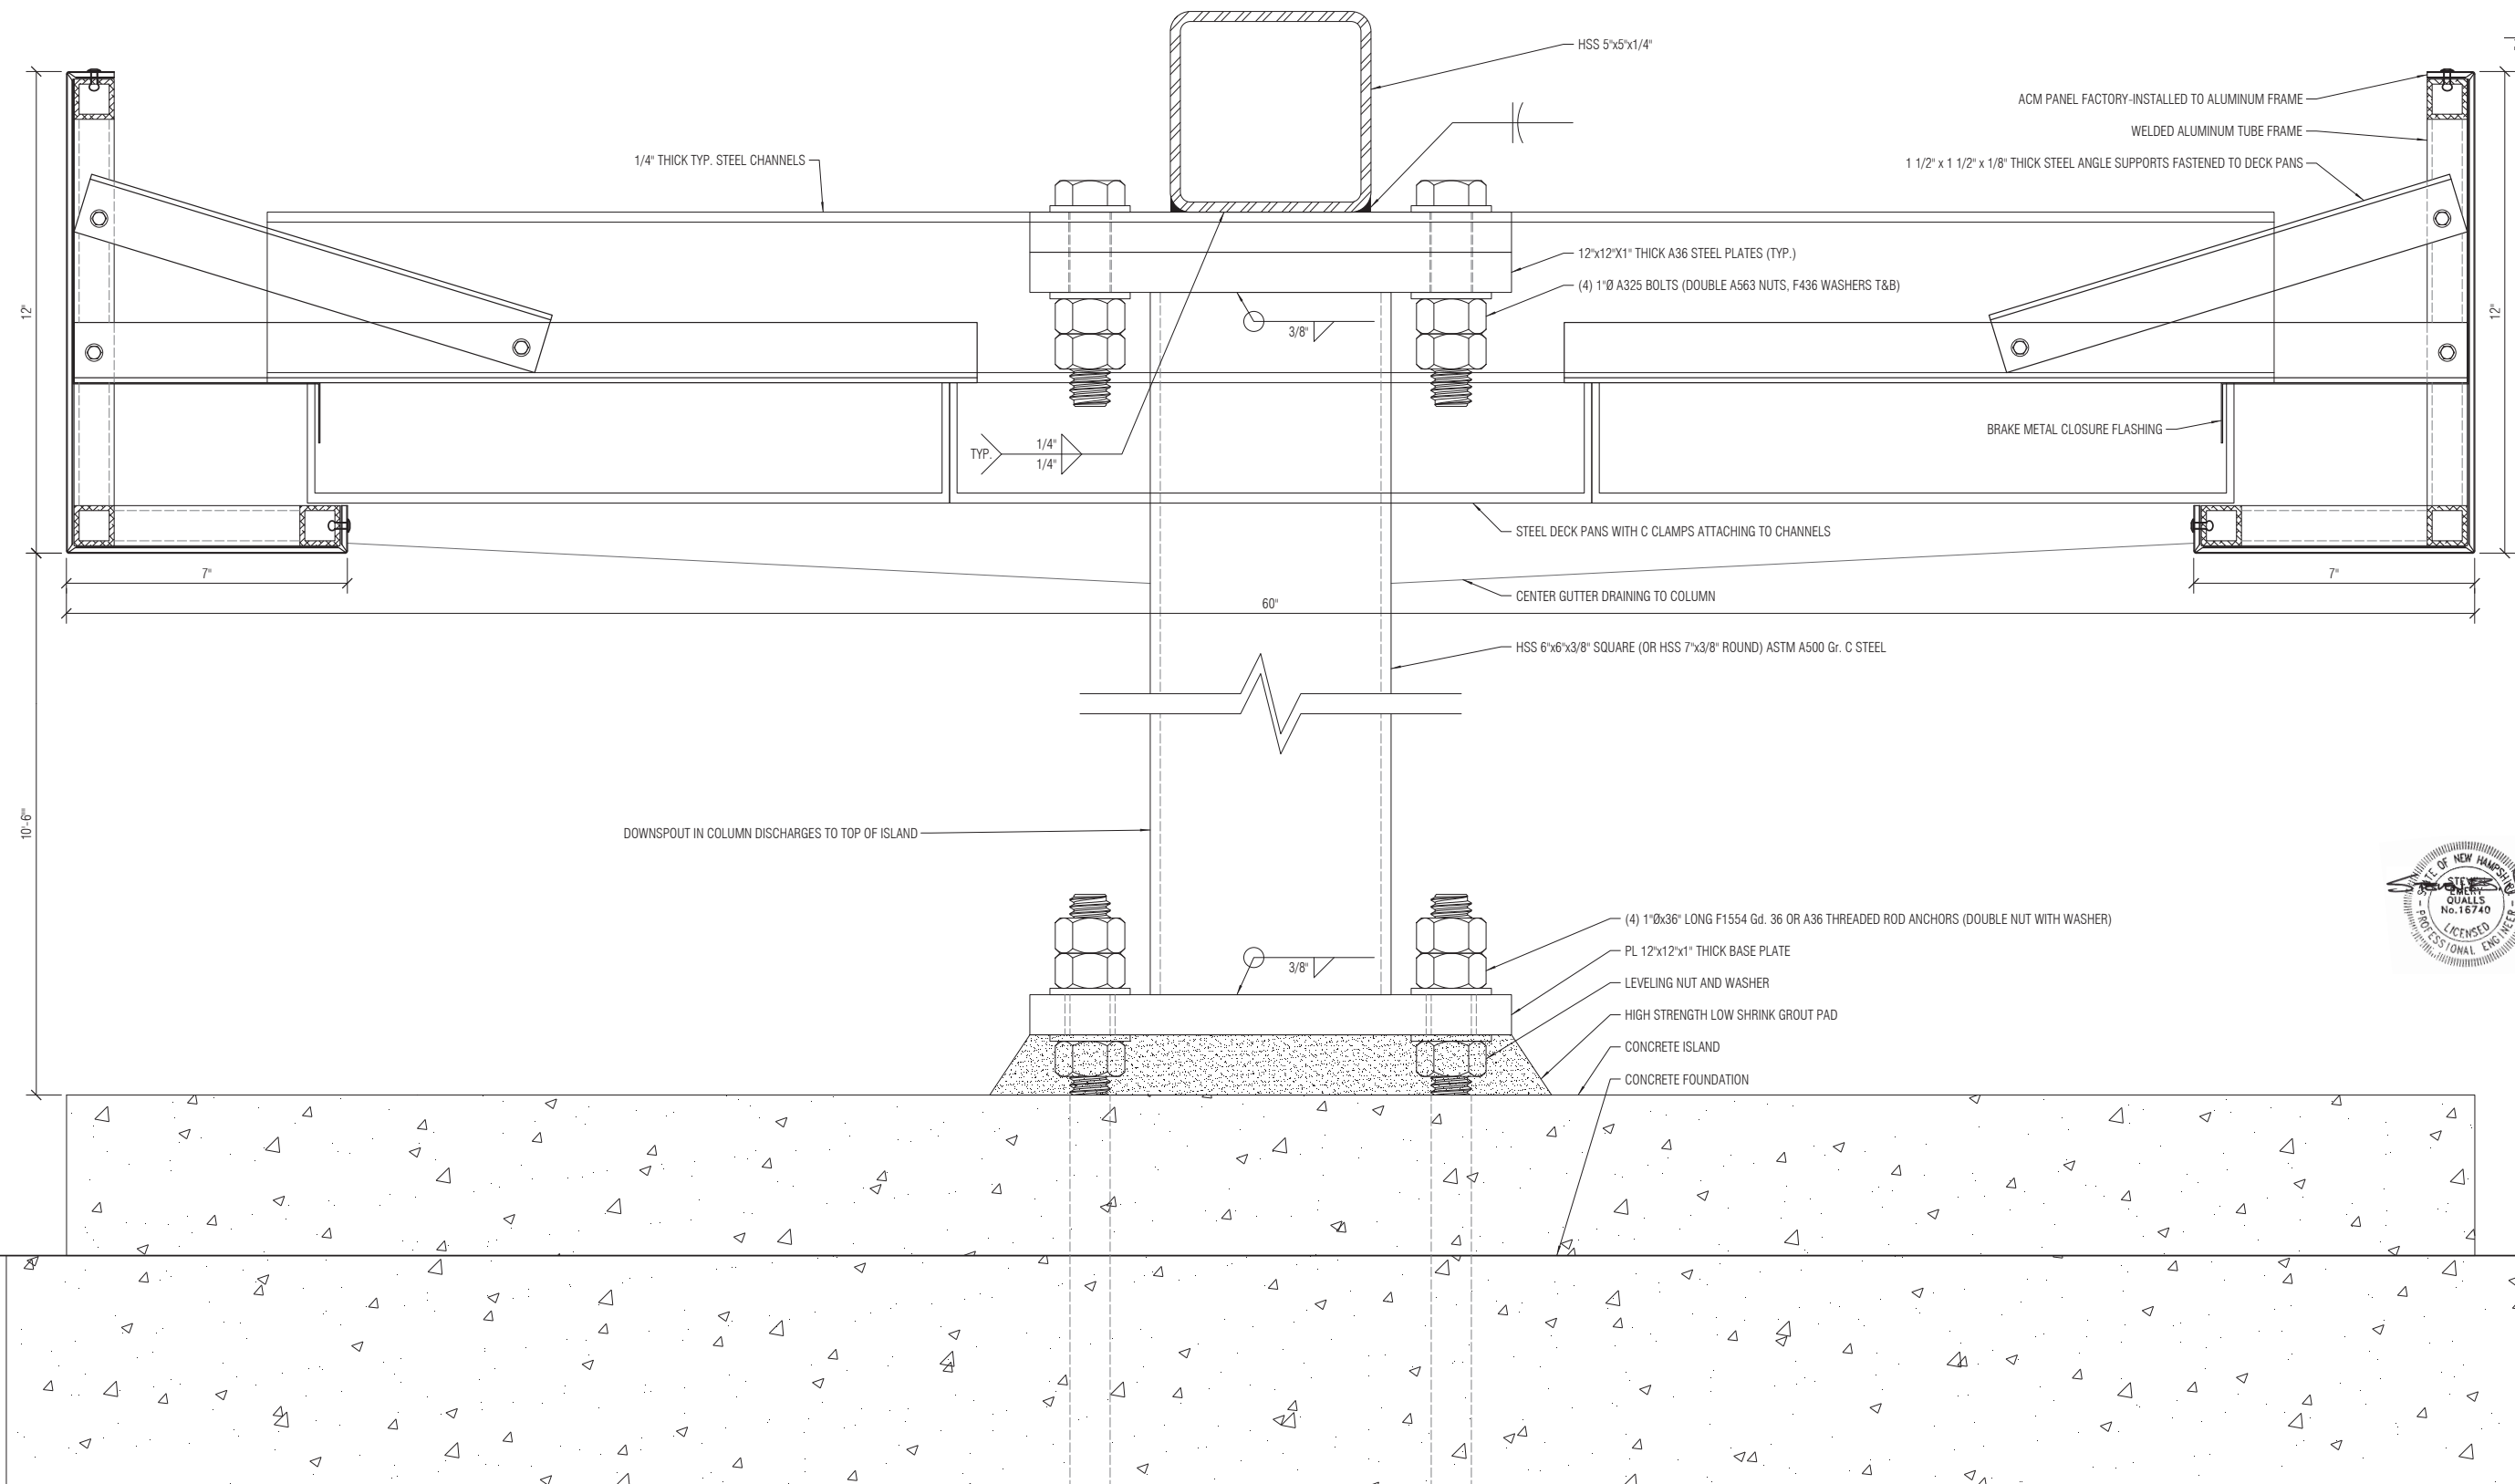 HSS 5"x5"x1/4"
ACM PANEL FACTORY-INSTALLED TO ALUMINUM FRAME
WELDED ALUMINUM TUBE FRAME
1/4" THICK TYP. STEEL CHANNELS
1 1/2" x 1 1/2" x 1/8" THICK STEEL ANGLE SUPPORTS FASTENED TO DECK PANS
12"x12"X1" THICK A36 STEEL PLATES (TYP.)
(4) 1"Ø A325 BOLTS (DOUBLE A563 NUTS, F436 WASHERS T&B)
12"
12"
3/8"
BRAKE METAL CLOSURE FLASHING
TYP.
1/4"
1/4"
STEEL DECK PANS WITH C CLAMPS ATTACHING TO CHANNELS
7"
7"
CENTER GUTTER DRAINING TO COLUMN
60"
HSS 6"x6"x3/8" SQUARE (OR HSS 7"x3/8" ROUND) ASTM A500 Gr. C STEEL
10'-6"
DOWNSPOUT IN COLUMN DISCHARGES TO TOP OF ISLAND
STATE OF NEW HAMPSHIRE
STEVEN
EMERY
QUALLS
No.16740
LICENSED
PROFESSIONAL ENGINEER
(4) 1"Øx36" LONG F1554 Gd. 36 OR A36 THREADED ROD ANCHORS (DOUBLE NUT WITH WASHER)
PL 12"x12"x1" THICK BASE PLATE
3/8"
LEVELING NUT AND WASHER
HIGH STRENGTH LOW SHRINK GROUT PAD
CONCRETE ISLAND
CONCRETE FOUNDATION